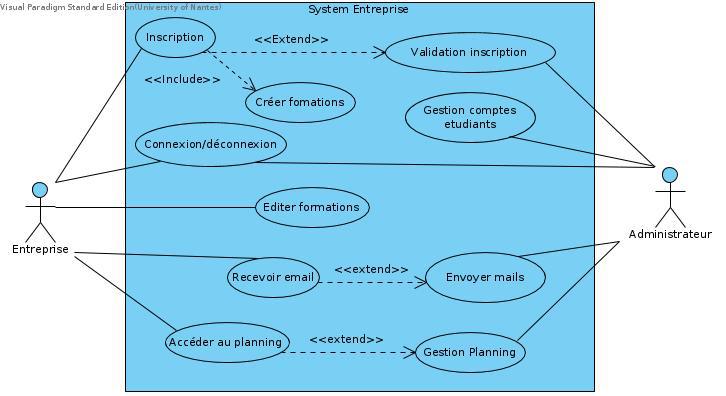 Visual Paradigm Standard Edition(University of Nantes)
System Entreprise
Inscription
<<Extend>>
Validation inscription
<<Include>>
Créer fomations
Gestion comptes
etudiants
Connexion/déconnexion
Editer formations
Entreprise
Administrateur
Recevoir email
<<extend>>
Envoyer mails
Accéder au planning
<<extend>>
Gestion Planning